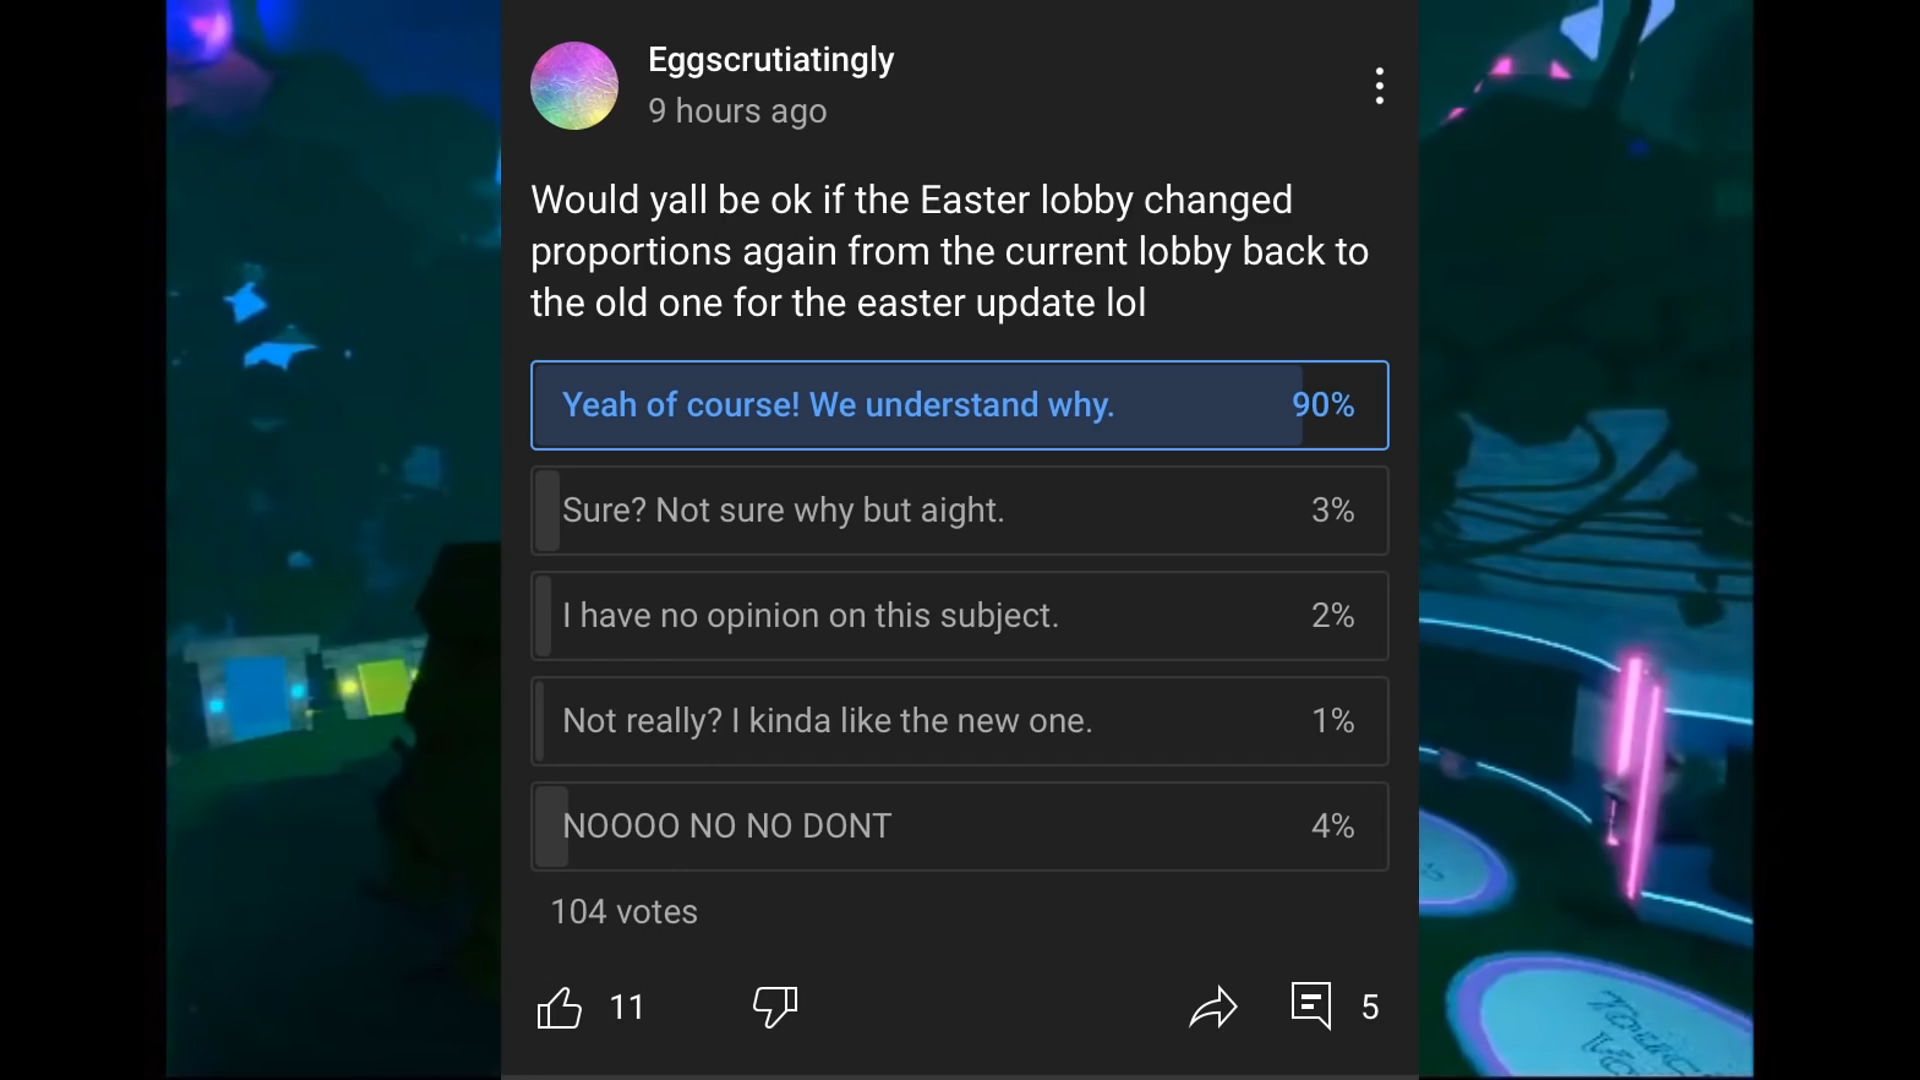 Eggscrutiatingly
9 hours ago
Would yall be ok if the Easter lobby changed
proportions again from the current lobby back to
the old one for the easter update lol
Yeah of course! We understand why. 90%
Sure? Not sure why but aight. 3%
I have no opinion on this subject. 2%
Not really? I kinda like the new one. 1%
NOOOO NO NO DONT 4%
104 votes
11 5